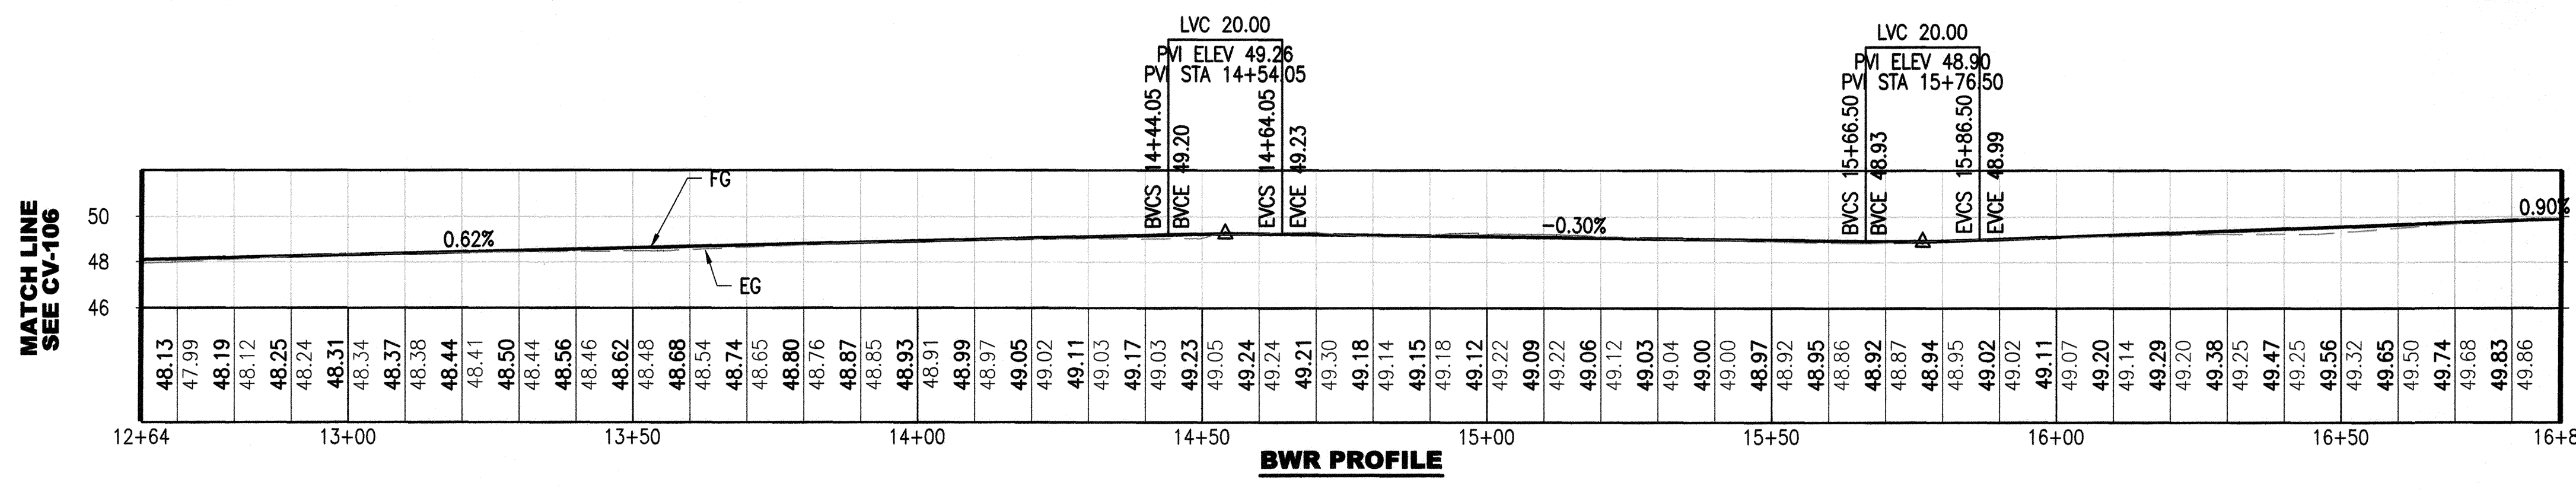 LVC 20.00
PVI ELEV 49.26
PVI STA 14+54.05
BVCS 14+44.05
BVCE 49.20
EVCS 14+64.05
EVCE 49.23
LVC 20.00
PVI ELEV 48.90
PVI STA 15+76.50
BVCS 15+66.50
BVCE 48.93
EVCS 15+86.50
EVCE 48.99
MATCH LINE
SEE CV-106
50
48
46
FG
EG
0.62%
-0.30%
0.90%
48.13 47.99 48.19 48.12 48.25 48.24 48.31 48.34 48.37 48.38 48.44 48.41 48.50 48.44 48.56 48.46 48.62 48.48 48.68 48.54 48.74 48.65 48.80 48.76 48.87 48.85 48.93 48.91 48.99 48.97 49.05 49.02 49.11 49.03 49.17 49.03 49.23 49.05 49.24 49.24 49.21 49.30 49.18 49.14 49.15 49.18 49.12 49.22 49.09 49.22 49.06 49.12 49.03 49.04 49.00 49.00 48.97 48.92 48.95 48.86 48.92 48.87 48.94 48.95 49.02 49.02 49.11 49.07 49.20 49.14 49.29 49.20 49.38 49.25 49.47 49.25 49.56 49.32 49.65 49.50 49.74 49.68 49.83 49.86
12+64 13+00 13+50 14+00 14+50 15+00 15+50 16+00 16+50 16+8
BWR PROFILE